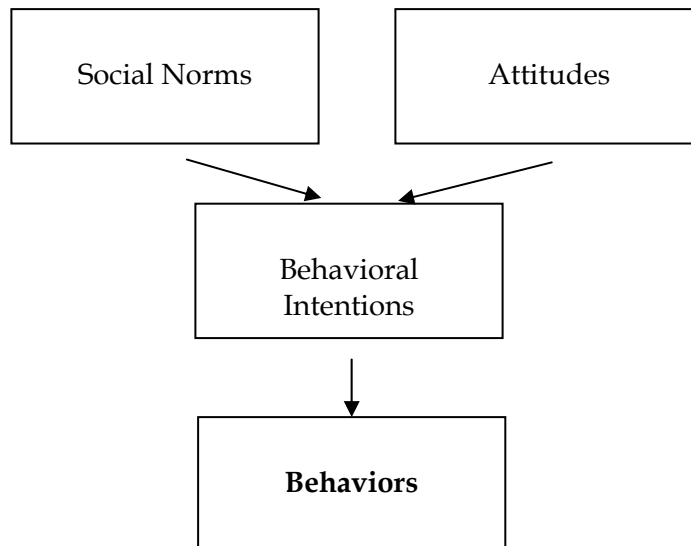 Social Norms
Attitudes
Behavioral
Intentions
Behaviors